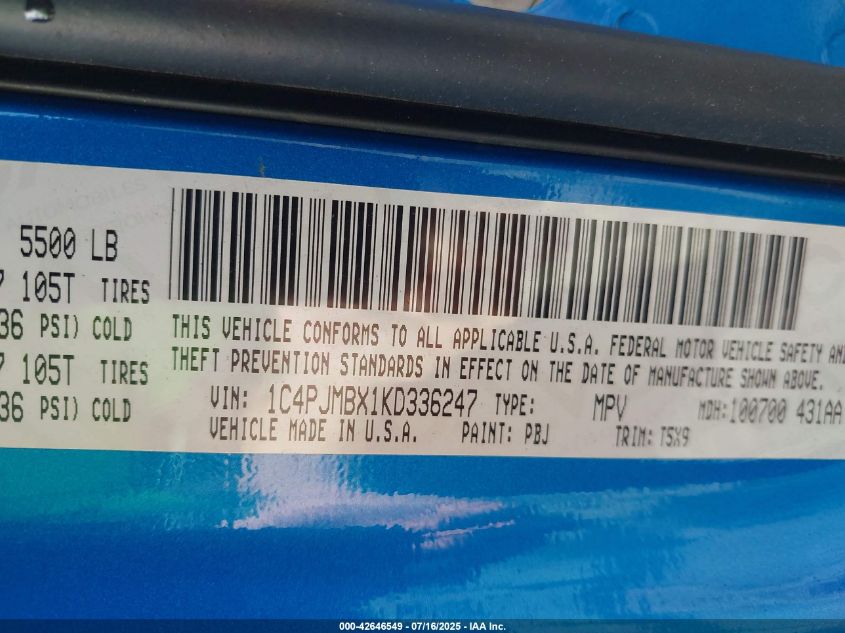 5500 LB
105T TIRES
36 PSI) COLD
105T TIRES
36 PSI) COLD
THIS VEHICLE CONFORMS TO ALL APPLICABLE U.S.A. FEDERAL MOTOR VEHICLE SAFETY AND
THEFT PREVENTION STANDARDS IN EFFECT ON THE DATE OF MANUFACTURE SHOWN ABOVE.
VIN: 1C4PJMBX1KD336247 TYPE: MPV MDH:100700 431AA
VEHICLE MADE IN U.S.A. PAINT: PBJ TRIM: TSX9
000-42646549 - 07/16/2025 - IAA Inc.